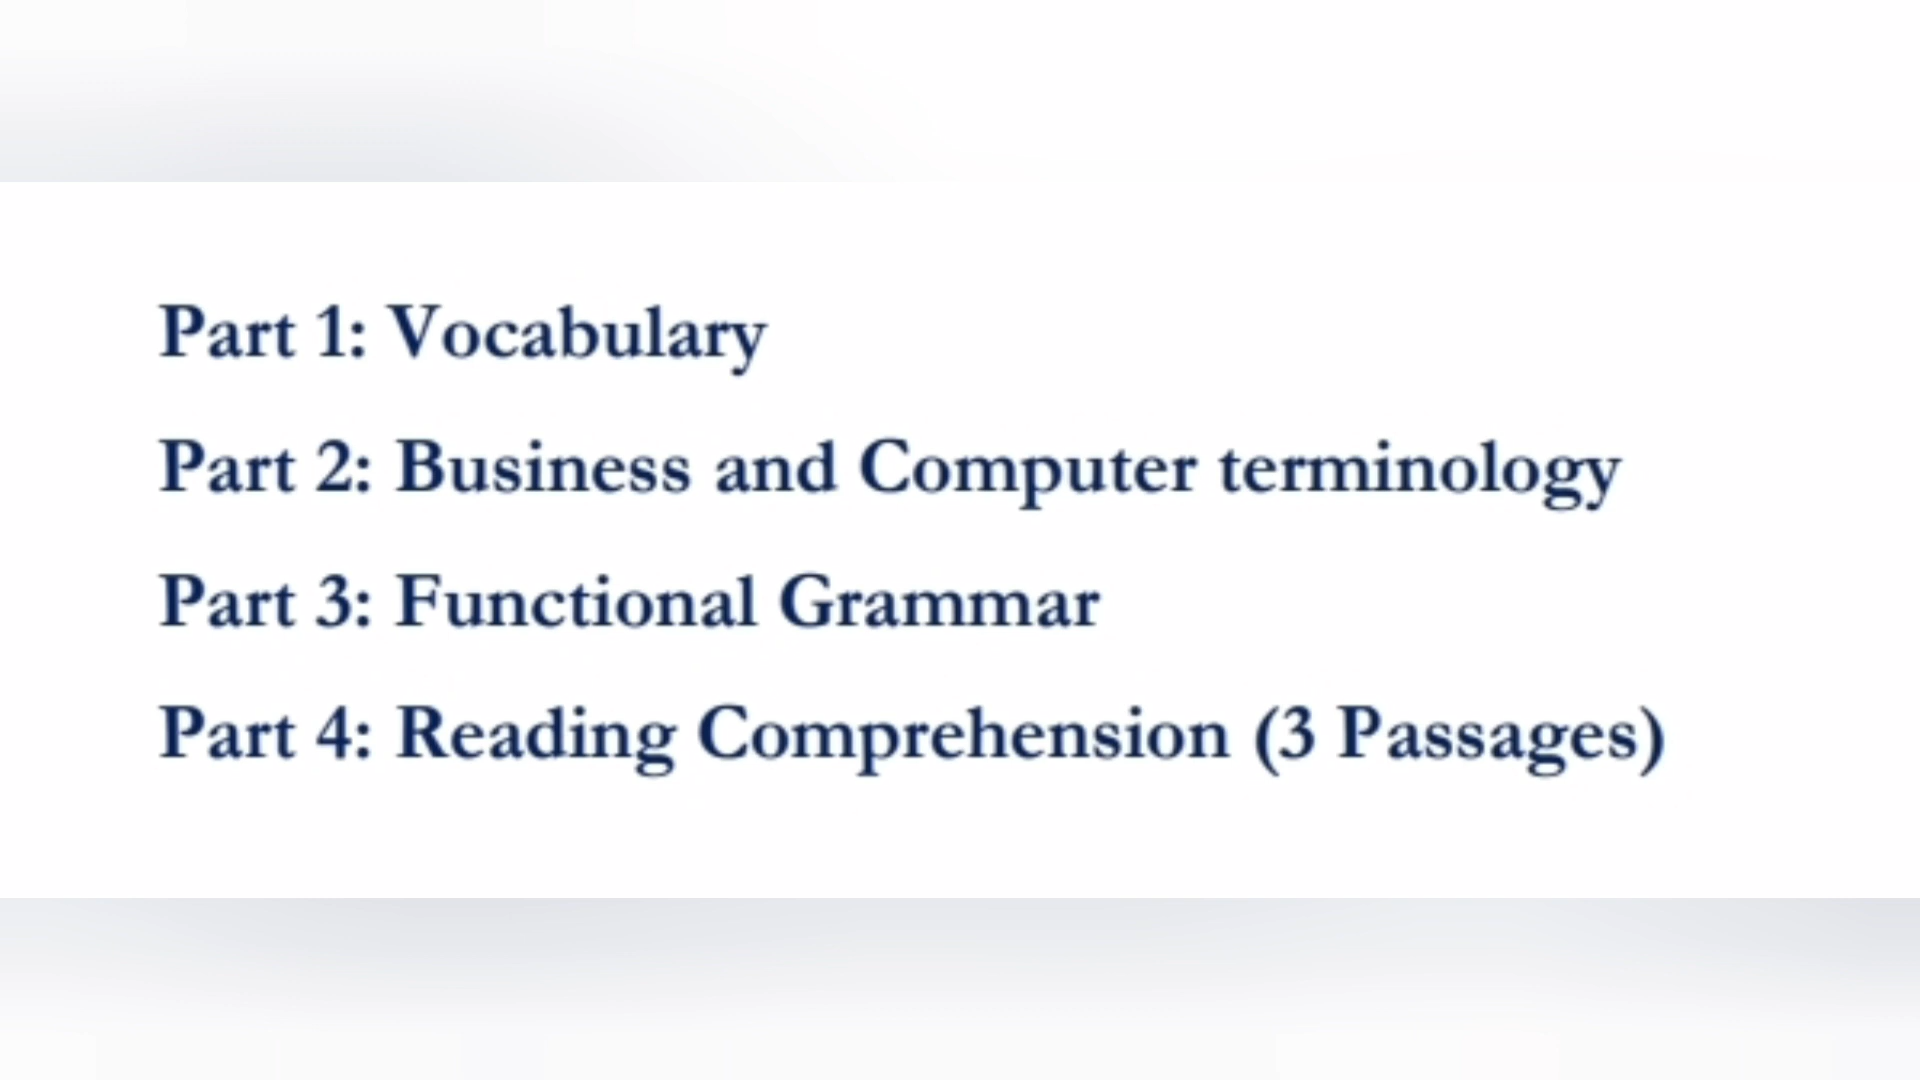 Part 1: Vocabulary
Part 2: Business and Computer terminology
Part 3: Functional Grammar
Part 4: Reading Comprehension (3 Passages)